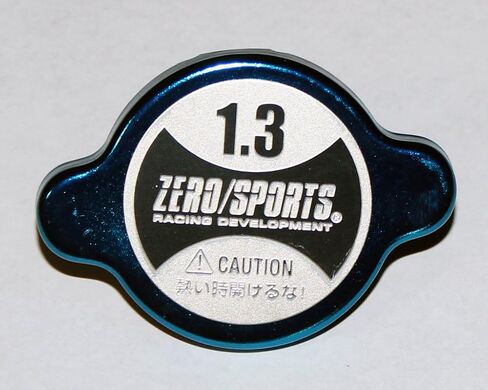 1.3
ZERO/SPORTS®
RACING DEVELOPMENT
⚠ CAUTION
熱い時開けるな!